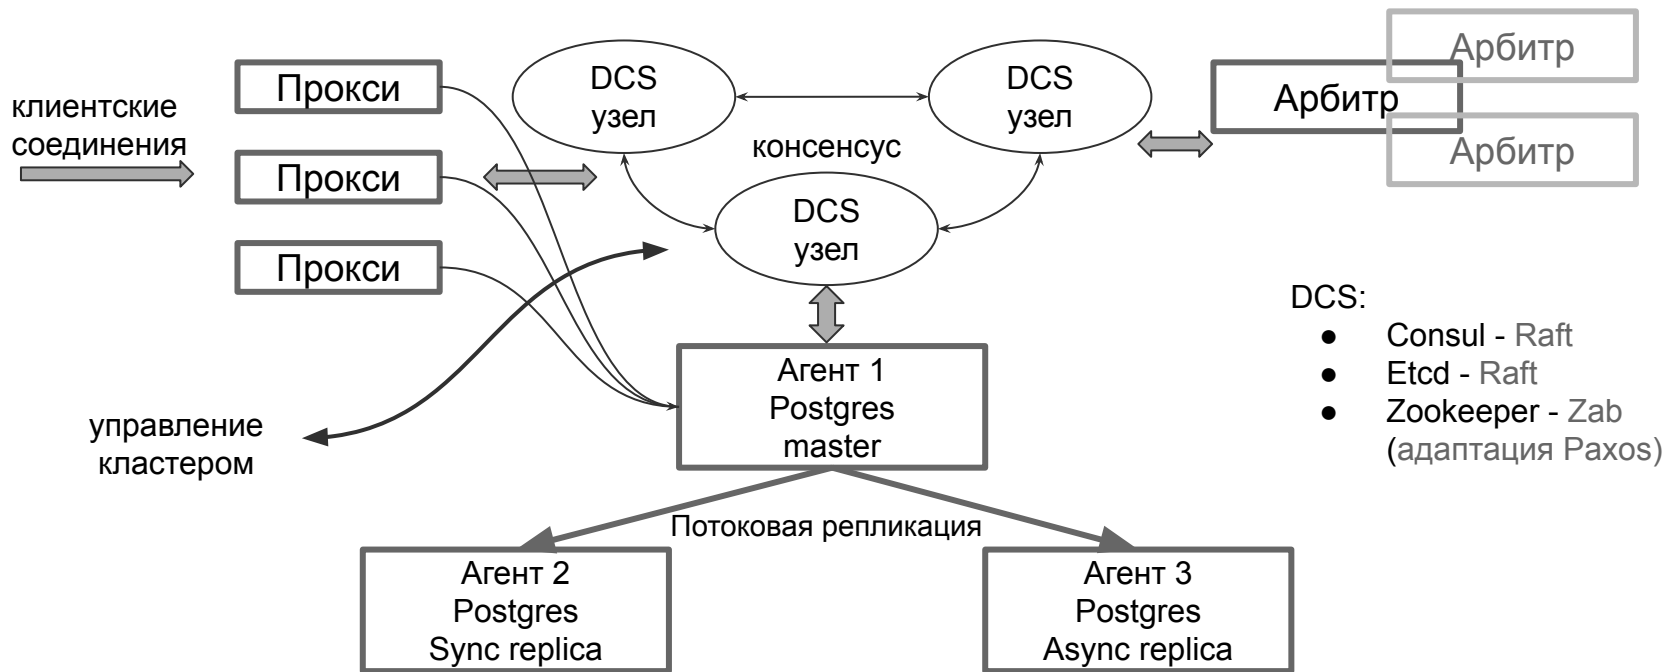 клиентские
соединения
Прокси
Прокси
Прокси
DCS
узел
DCS
узел
консенсус
DCS
узел
Арбитр
Арбитр
Арбитр
управление
кластером
Агент 1
Postgres
master
Потоковая репликация
Агент 2
Postgres
Sync replica
Агент 3
Postgres
Async replica
DCS:
● Consul - Raft
● Etcd - Raft
● Zookeeper - Zab
(адаптация Paxos)